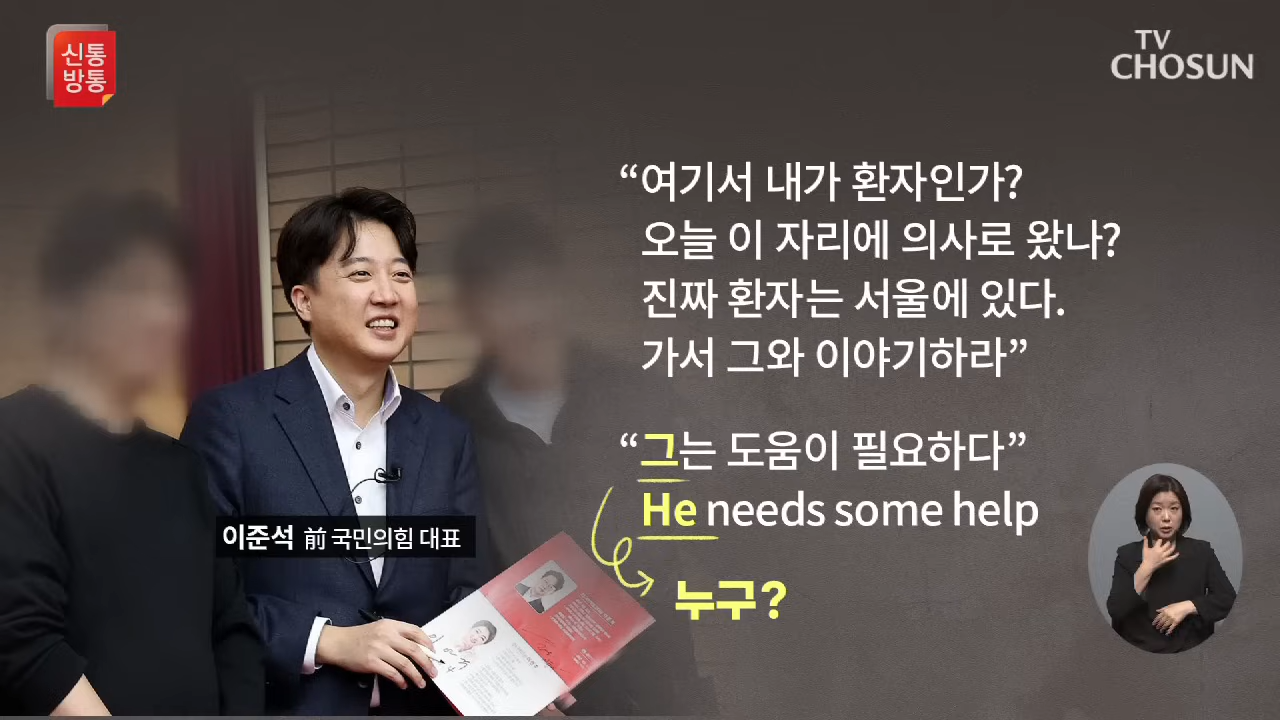 신통
방통
TV
CHOSUN
“여기서 내가 환자인가?
오늘 이 자리에 의사로 왔나?
진짜 환자는 서울에 있다.
가서 그와 이야기하라”
“그는 도움이 필요하다”
He needs some help
누구?
이준석 前 국민의힘 대표